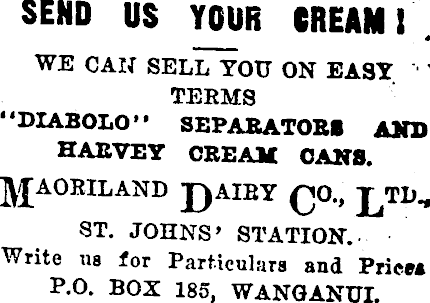 SEND US YOUR CREAM!
WE CAN SELL YOU ON EASY
TERMS
"DIABOLO" SEPARATORS AND
HARVEY CREAM CANS.
MAORILAND DAIRY CO., LTD.,
ST. JOHNS' STATION.
Write us for Particulars and Prices
P.O. BOX 185, WANGANUI.